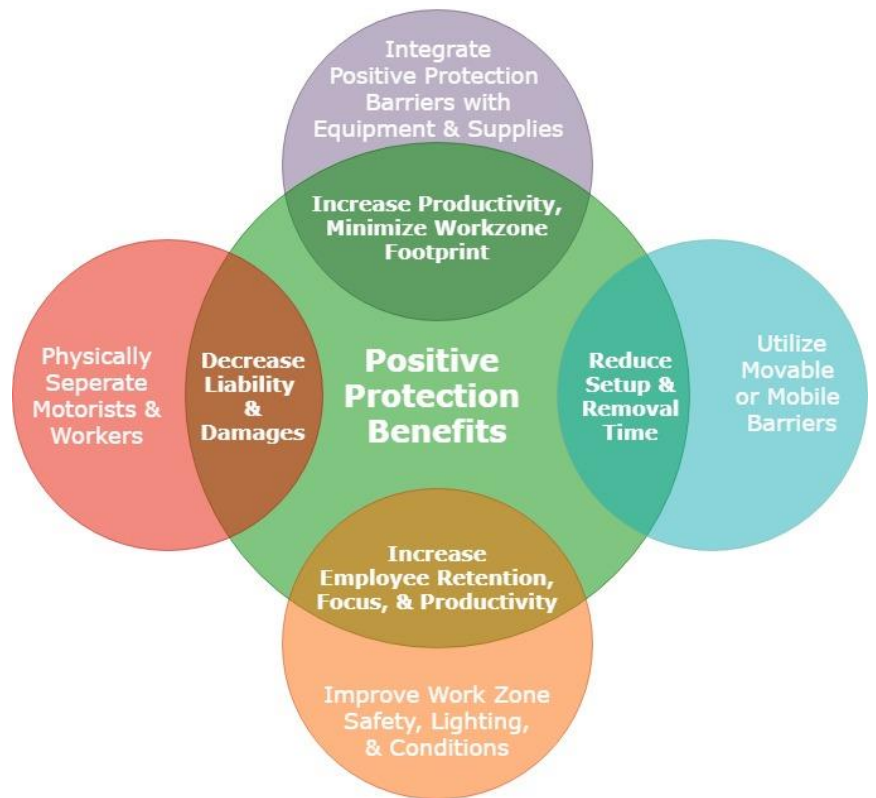 Integrate
Positive Protection
Barriers with
Equipment & Supplies
Increase Productivity,
Minimize Workzone
Footprint
Physically
Seperate
Motorists &
Workers
Decrease
Liability
&
Damages
Positive
Protection
Benefits
Reduce
Setup &
Removal
Time
Utilize
Movable
or Mobile
Barriers
Increase
Employee Retention,
Focus, & Productivity
Improve Work Zone
Safety, Lighting,
& Conditions